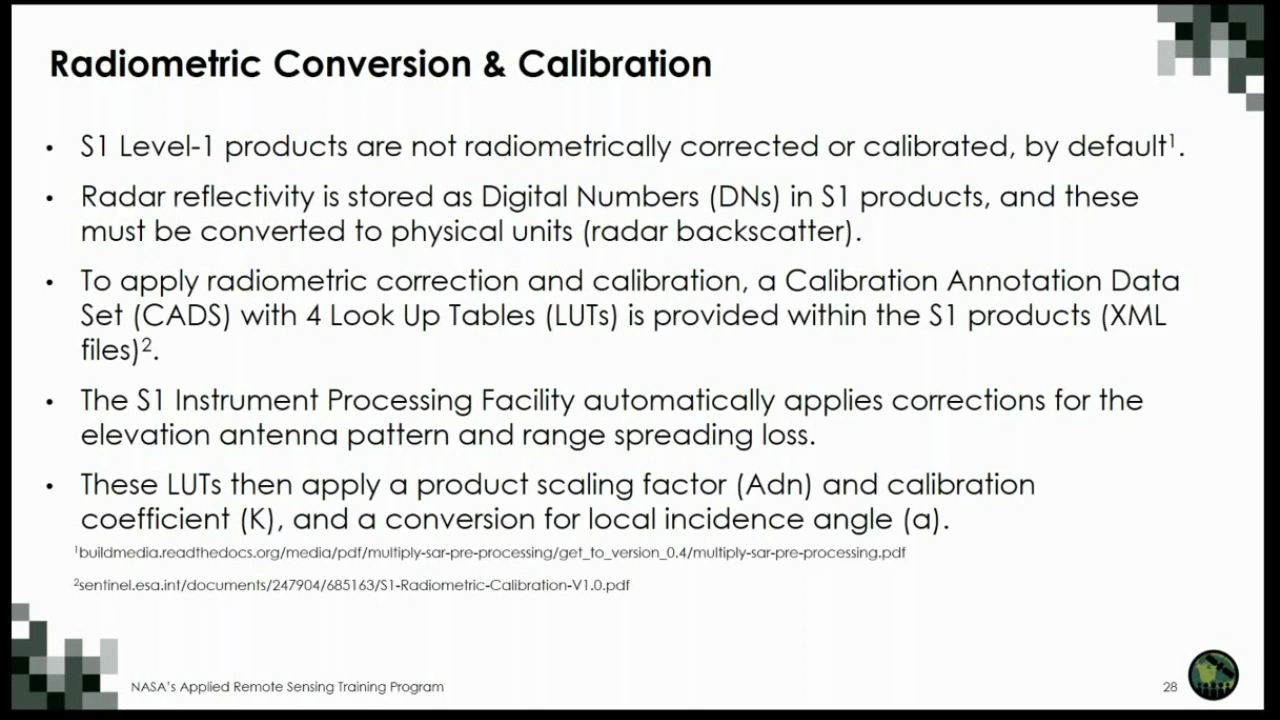 Radiometric Conversion & Calibration
• S1 Level-1 products are not radiometrically corrected or calibrated, by default¹.
• Radar reflectivity is stored as Digital Numbers (DNs) in S1 products, and these
must be converted to physical units (radar backscatter).
• To apply radiometric correction and calibration, a Calibration Annotation Data
Set (CADS) with 4 Look Up Tables (LUTs) is provided within the S1 products (XML
files)².
• The S1 Instrument Processing Facility automatically applies corrections for the
elevation antenna pattern and range spreading loss.
• These LUTs then apply a product scaling factor (Adn) and calibration
coefficient (K), and a conversion for local incidence angle (a).
¹buildmedia.readthedocs.org/media/pdf/multiply-sar-pre-processing/get_to_version_0.4/multiply-sar-pre-processing.pdf
²sentinel.esa.int/documents/247904/685163/S1-Radiometric-Calibration-V1.0.pdf
NASA's Applied Remote Sensing Training Program
28